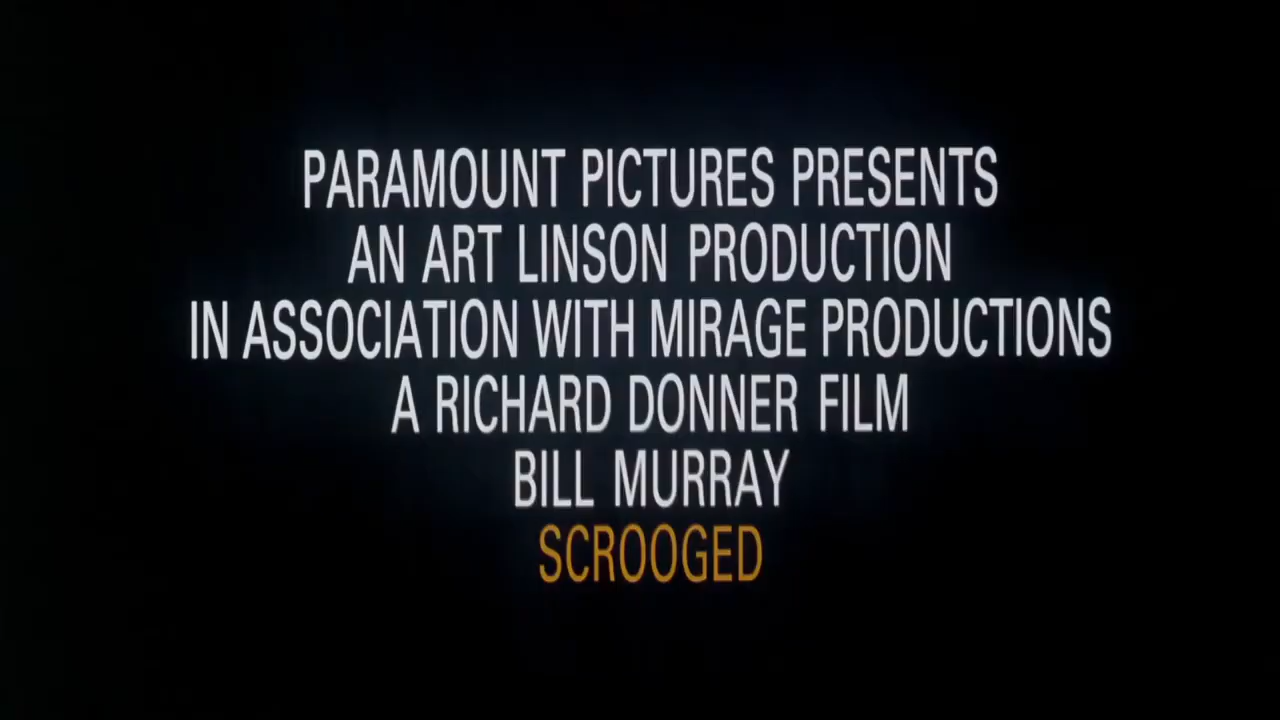 PARAMOUNT PICTURES PRESENTS
AN ART LINSON PRODUCTION
IN ASSOCIATION WITH MIRAGE PRODUCTIONS
A RICHARD DONNER FILM
BILL MURRAY
SCROOGED